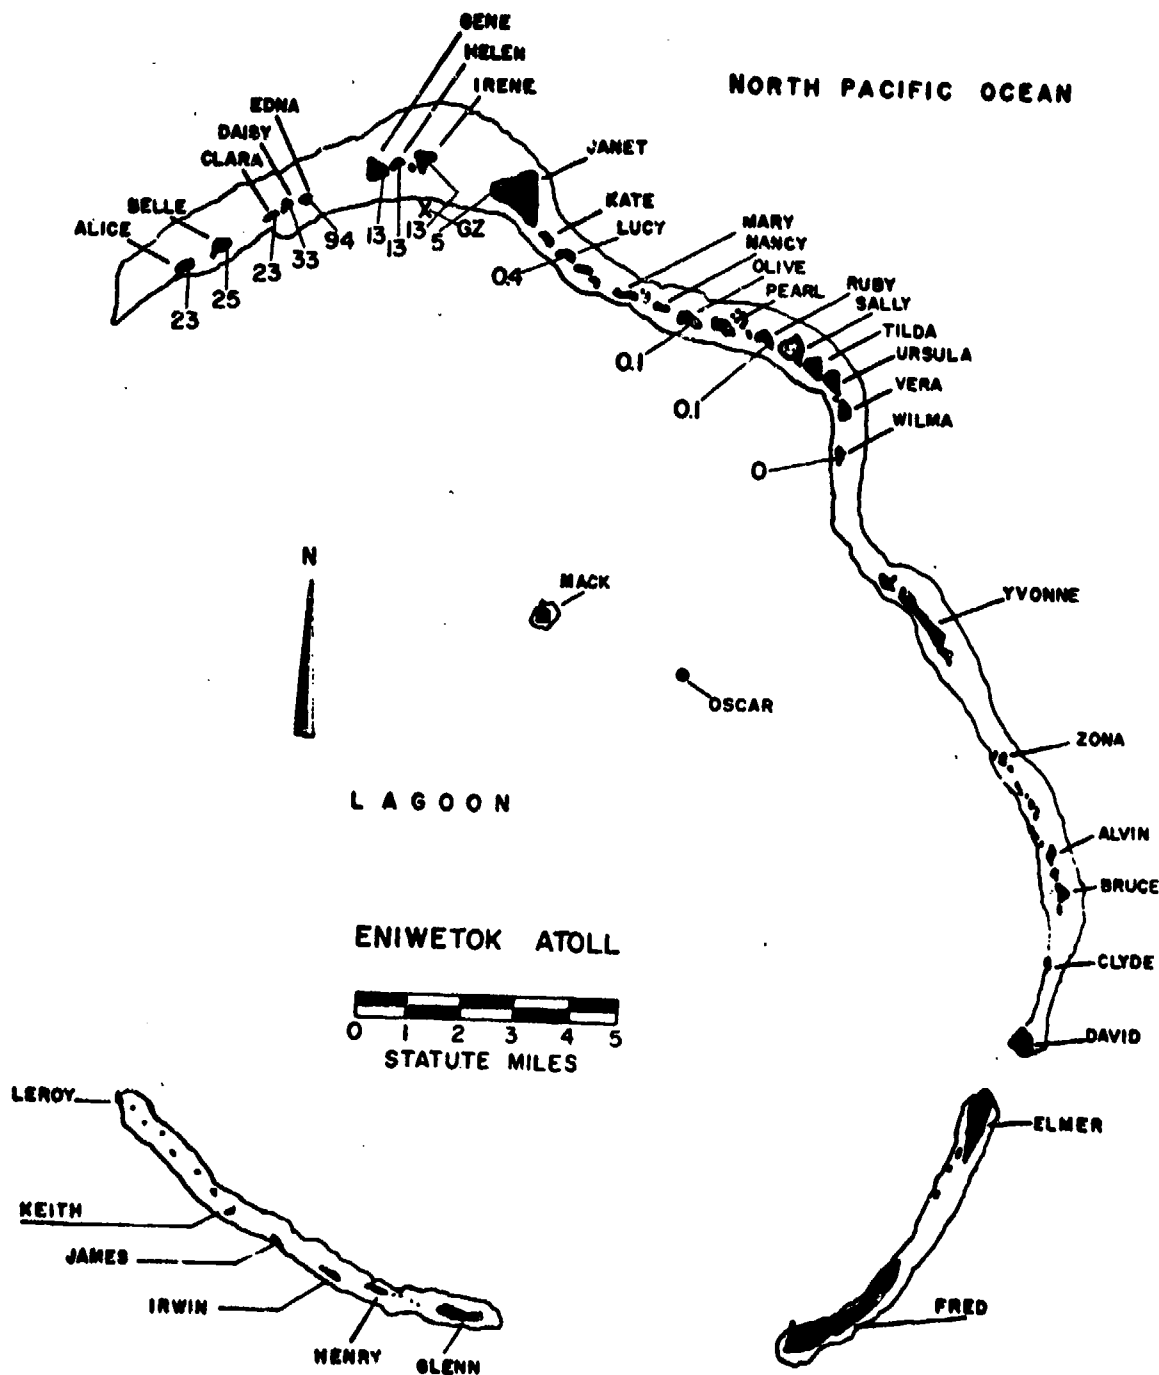 GENE
HELEN
IRENE
NORTH PACIFIC OCEAN
EDNA
DAISY
CLARA
BELLE
ALICE
JANET
KATE
LUCY
MARY
NANCY
OLIVE
PEARL
RUBY
SALLY
TILDA
URSULA
VERA
WILMA
23
25
23
33
94
13
13
13
X
5
GZ
0.4
0.1
0.1
0
N
MACK
OSCAR
YVONNE
ZONA
LAGOON
ALVIN
BRUCE
CLYDE
DAVID
ENIWETOK ATOLL
0 1 2 3 4 5
STATUTE MILES
LEROY
KEITH
JAMES
IRWIN
HENRY
GLENN
ELMER
FRED